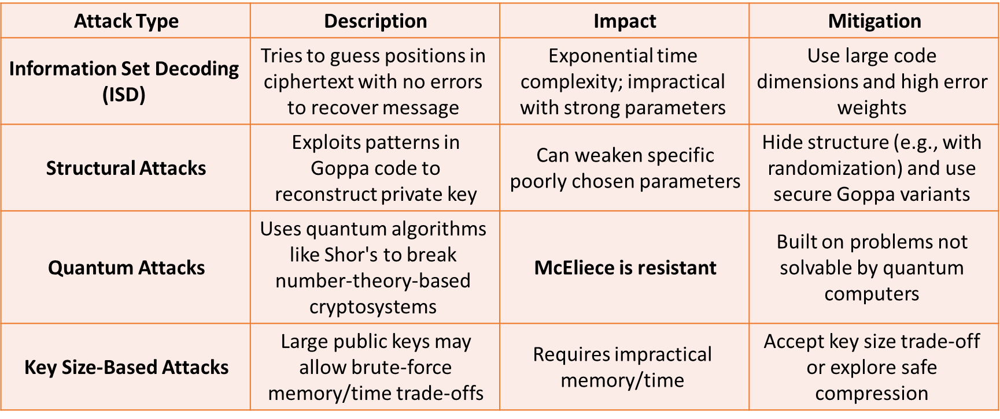 Attack Type
Description
Impact
Mitigation
Information Set Decoding
(ISD)
Tries to guess positions in
ciphertext with no errors
to recover message
Exponential time
complexity; impractical
with strong parameters
Use large code
dimensions and high error
weights
Structural Attacks
Exploits patterns in
Goppa code to
reconstruct private key
Can weaken specific
poorly chosen parameters
Hide structure (e.g., with
randomization) and use
secure Goppa variants
Quantum Attacks
Uses quantum algorithms
like Shor's to break
number-theory-based
cryptosystems
McEliece is resistant
Built on problems not
solvable by quantum
computers
Key Size-Based Attacks
Large public keys may
allow brute-force
memory/time trade-offs
Requires impractical
memory/time
Accept key size trade-off
or explore safe
compression